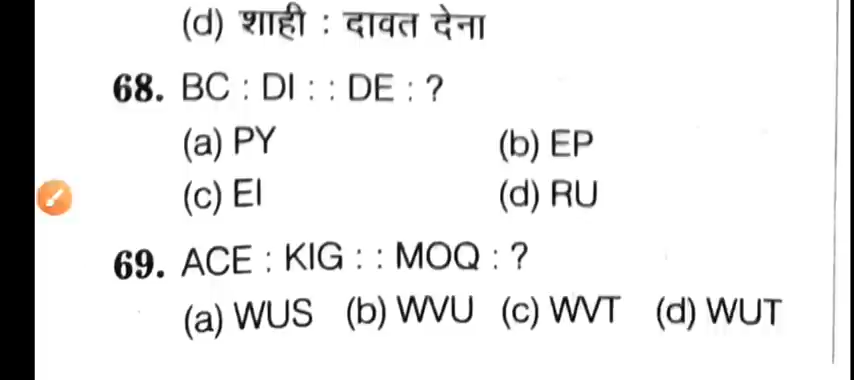 (d) शाही : दावत देना
68. BC : DI : : DE : ?
(a) PY (b) EP
(c) EI (d) RU
69. ACE : KIG : : MOQ : ?
(a) WUS (b) WVU (c) WVT (d) WUT